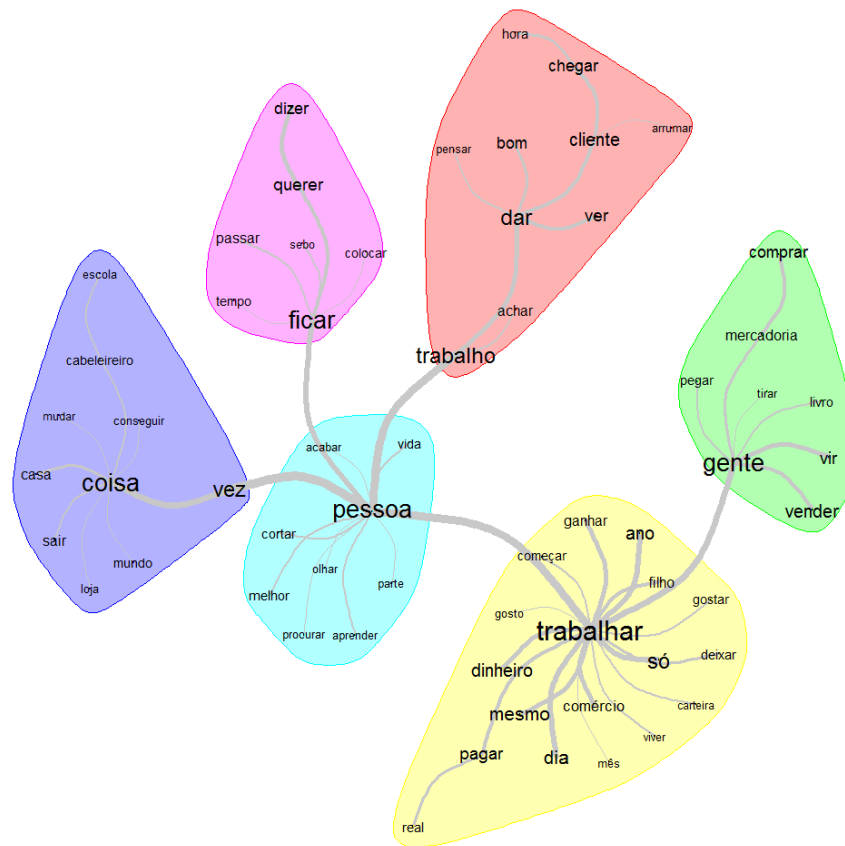 hora
chegar
dizer
arrumar
bom
cliente
pensar
querer
dar
ver
passar
sebo
colocar
comprar
escola
tempo
achar
ficar
mercadoria
trabalho
cabeleireiro
pegar
tirar
livro
mudar
conseguir
acabar
vida
gente
vir
casa
coisa
vez
pessoa
vender
ganhar
ano
cortar
sair
começar
mundo
olhar
parte
filho
loja
melhor
gostar
gosto
procurar
aprender
trabalhar
só
deixar
dinheiro
carteira
mesmo
comércio
viver
pagar
dia
mês
real